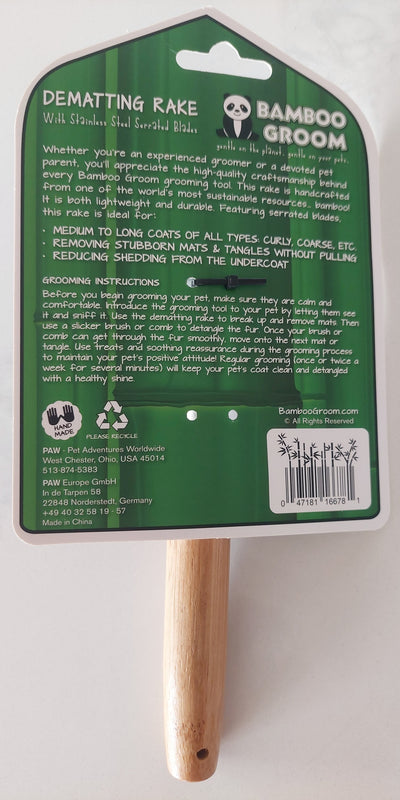 DEMATTING RAKE
With Stainless Steel Serrated Blades
BAMBOO
GROOM
gentle on the planet. gentle on your pets.
Whether you're an experienced groomer or a devoted pet
parent, you'll appreciate the high-quality craftsmanship behind
every Bamboo Groom grooming tool. This rake is handcrafted
from one of the world's most sustainable resources... bamboo!
It is both lightweight and durable. Featuring serrated blades,
this rake is ideal for:
• MEDIUM TO LONG COATS OF ALL TYPES: CURLY, COARSE, ETC.
• REMOVING STUBBORN MATS & TANGLES WITHOUT PULLING
• REDUCING SHEDDING FROM THE UNDERCOAT
GROOMING INSTRUCTIONS
Before you begin grooming your pet, make sure they are calm and
comfortable. Introduce the grooming tool to your pet by letting them see
it and sniff it. Use the dematting rake to break up and remove mats. Then
use a slicker brush or comb to detangle the fur. Once your brush or
comb can get through the fur smoothly, move onto the next mat or
tangle. Use treats and soothing reassurance during the grooming process
to maintain your pet's positive attitude! Regular grooming (once or twice a
week for several minutes) will keep your pet's coat clean and detangled
with a healthy shine.
HAND
MADE
PLEASE RECYCLE
BambooGroom.com
© All Rights Reserved
PAW - Pet Adventures Worldwide
West Chester, Ohio, USA 45014
513-874-5383
PAW Europe GmbH
In de Tarpen 58
22848 Norderstedt, Germany
+49 40 32 58 19 - 57
Made in China
0 47181 16678 1